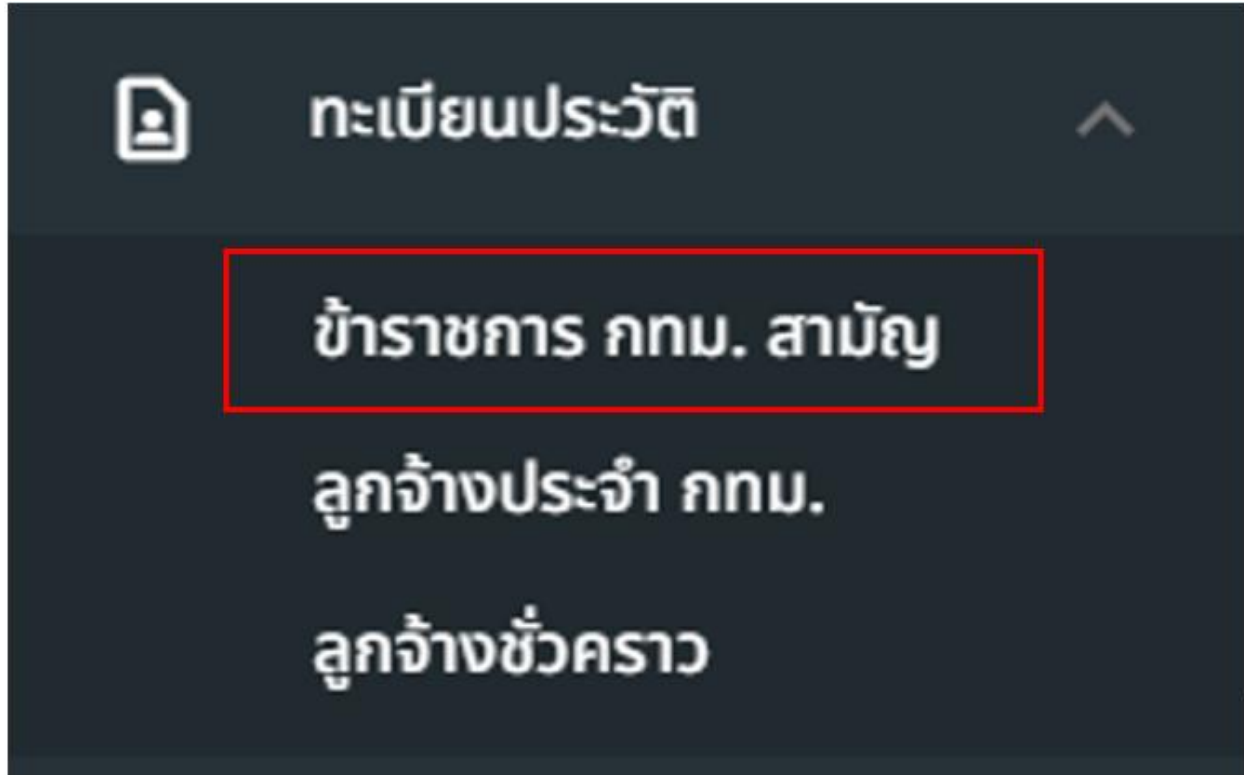 ทะเบียนประวัติ
ข้าราชการ กทม. สามัญ
ลูกจ้างประจำ กทม.
ลูกจ้างชั่วคราว